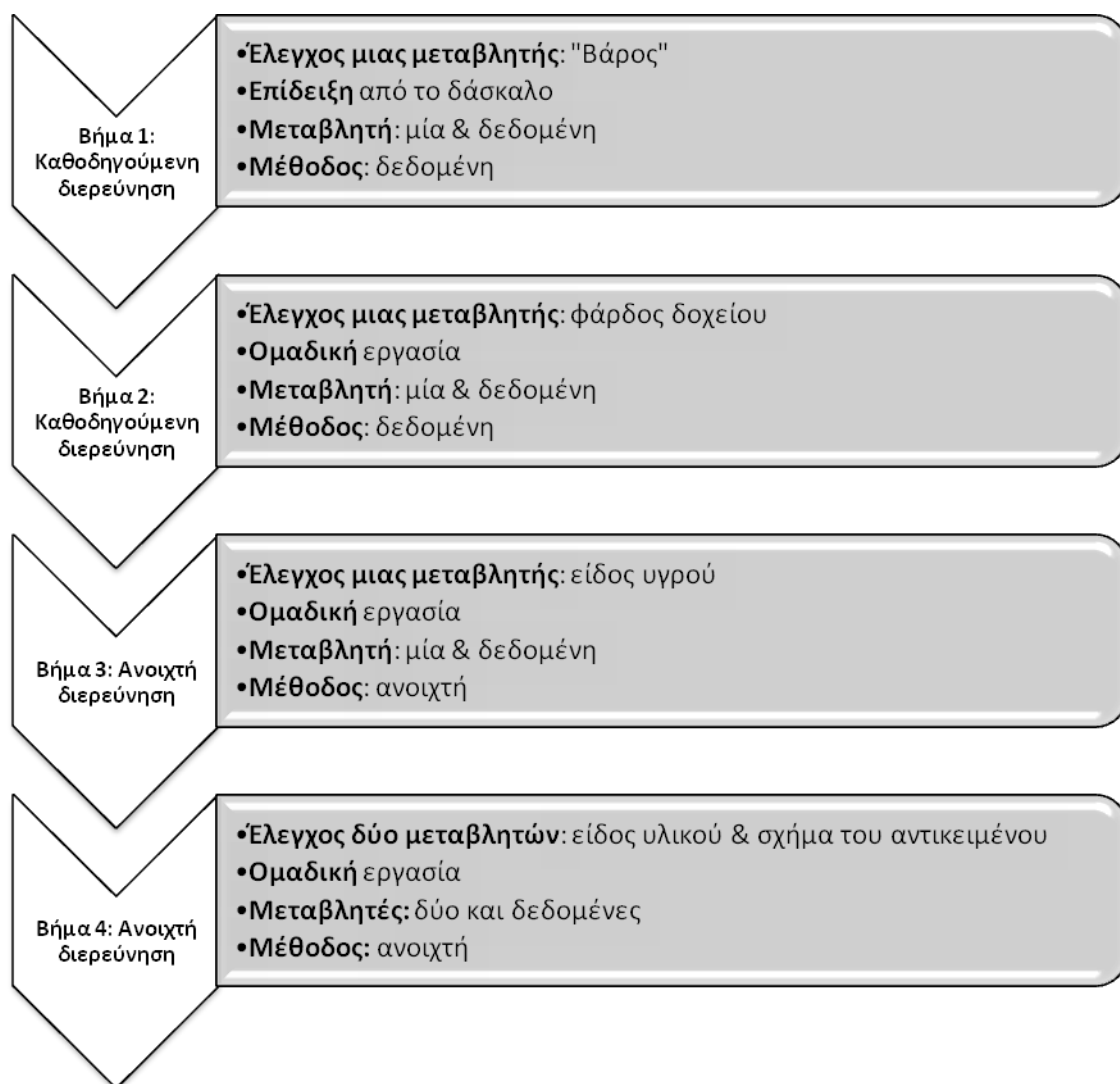 Βήμα 1:
Καθοδηγούμενη
διερεύνηση
•Έλεγχος μιας μεταβλητής: "Βάρος"
•Επίδειξη από το δάσκαλο
•Μεταβλητή: μία & δεδομένη
•Μέθοδος: δεδομένη
Βήμα 2:
Καθοδηγούμενη
διερεύνηση
•Έλεγχος μιας μεταβλητής: φάρδος δοχείου
•Ομαδική εργασία
•Μεταβλητή: μία & δεδομένη
•Μέθοδος: δεδομένη
Βήμα 3: Ανοιχτή
διερεύνηση
•Έλεγχος μιας μεταβλητής: είδος υγρού
•Ομαδική εργασία
•Μεταβλητή: μία & δεδομένη
•Μέθοδος: ανοιχτή
Βήμα 4: Ανοιχτή
διερεύνηση
•Έλεγχος δύο μεταβλητών: είδος υλικού & σχήμα του αντικειμένου
•Ομαδική εργασία
•Μεταβλητές: δύο και δεδομένες
•Μέθοδος: ανοιχτή